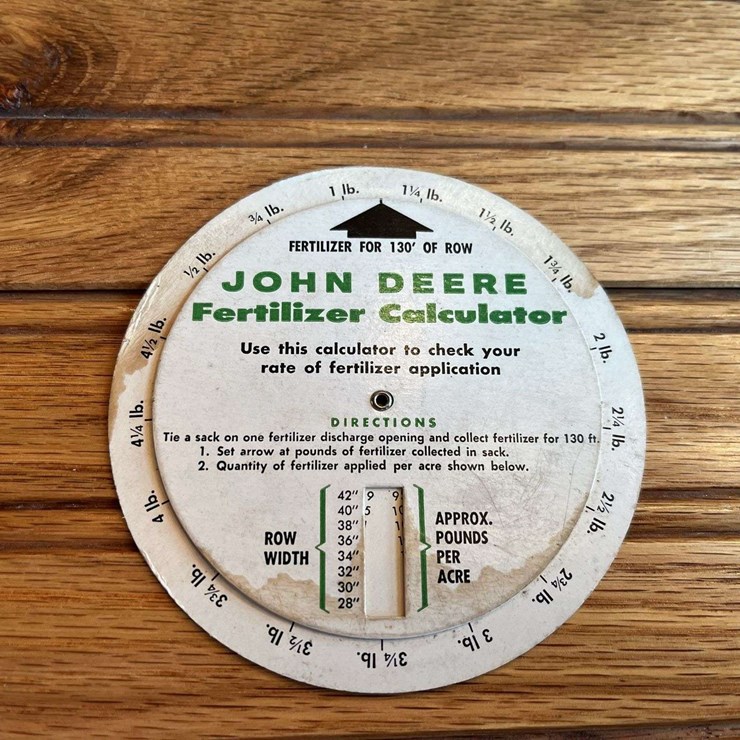 1 lb.
1¼ lb.
1½ lb.
1¾ lb.
2 lb.
2¼ lb.
2½ lb.
2¾ lb.
3 lb.
3¼ lb.
3½ lb.
3¾ lb.
4 lb.
4¼ lb.
4½ lb.
½ lb.
¾ lb.
FERTILIZER FOR 130' OF ROW
JOHN DEERE
Fertilizer Calculator
Use this calculator to check your
rate of fertilizer application
DIRECTIONS
Tie a sack on one fertilizer discharge opening and collect fertilizer for 130 ft.
1. Set arrow at pounds of fertilizer collected in sack.
2. Quantity of fertilizer applied per acre shown below.
ROW
WIDTH
42"
40"
38"
36"
34"
32"
30"
28"
APPROX.
POUNDS
PER
ACRE